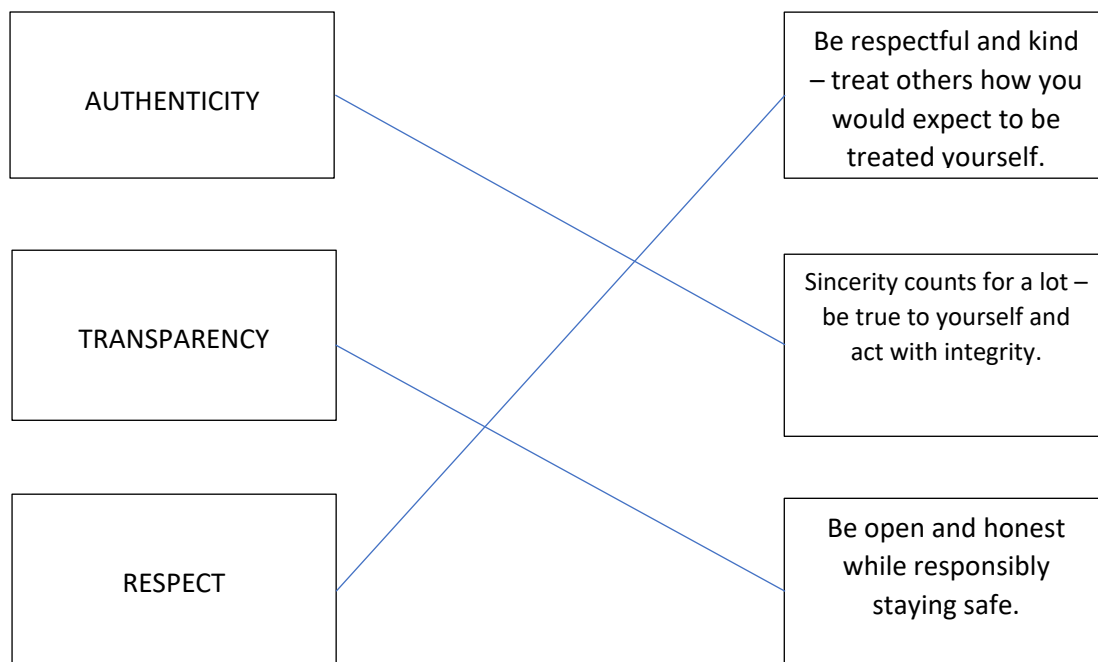 AUTHENTICITY
Be respectful and kind
– treat others how you
would expect to be
treated yourself.
TRANSPARENCY
Sincerity counts for a lot –
be true to yourself and
act with integrity.
RESPECT
Be open and honest
while responsibly
staying safe.